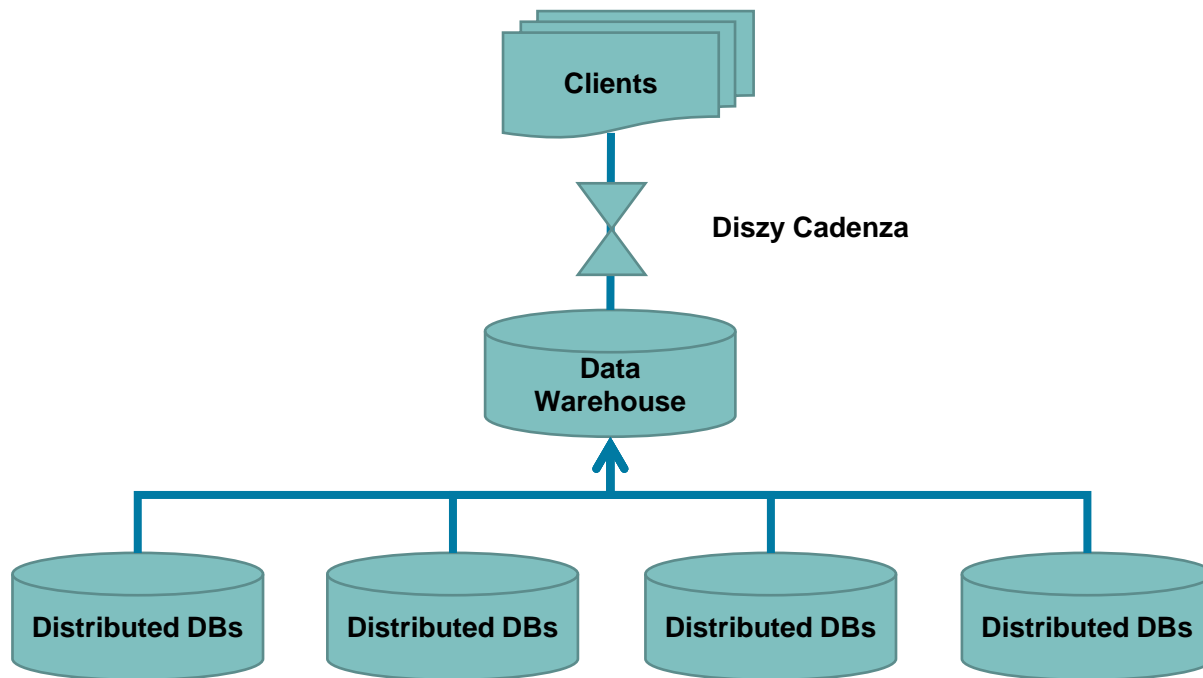 Clients
Diszy Cadenza
Data
Warehouse
Distributed DBs
Distributed DBs
Distributed DBs
Distributed DBs